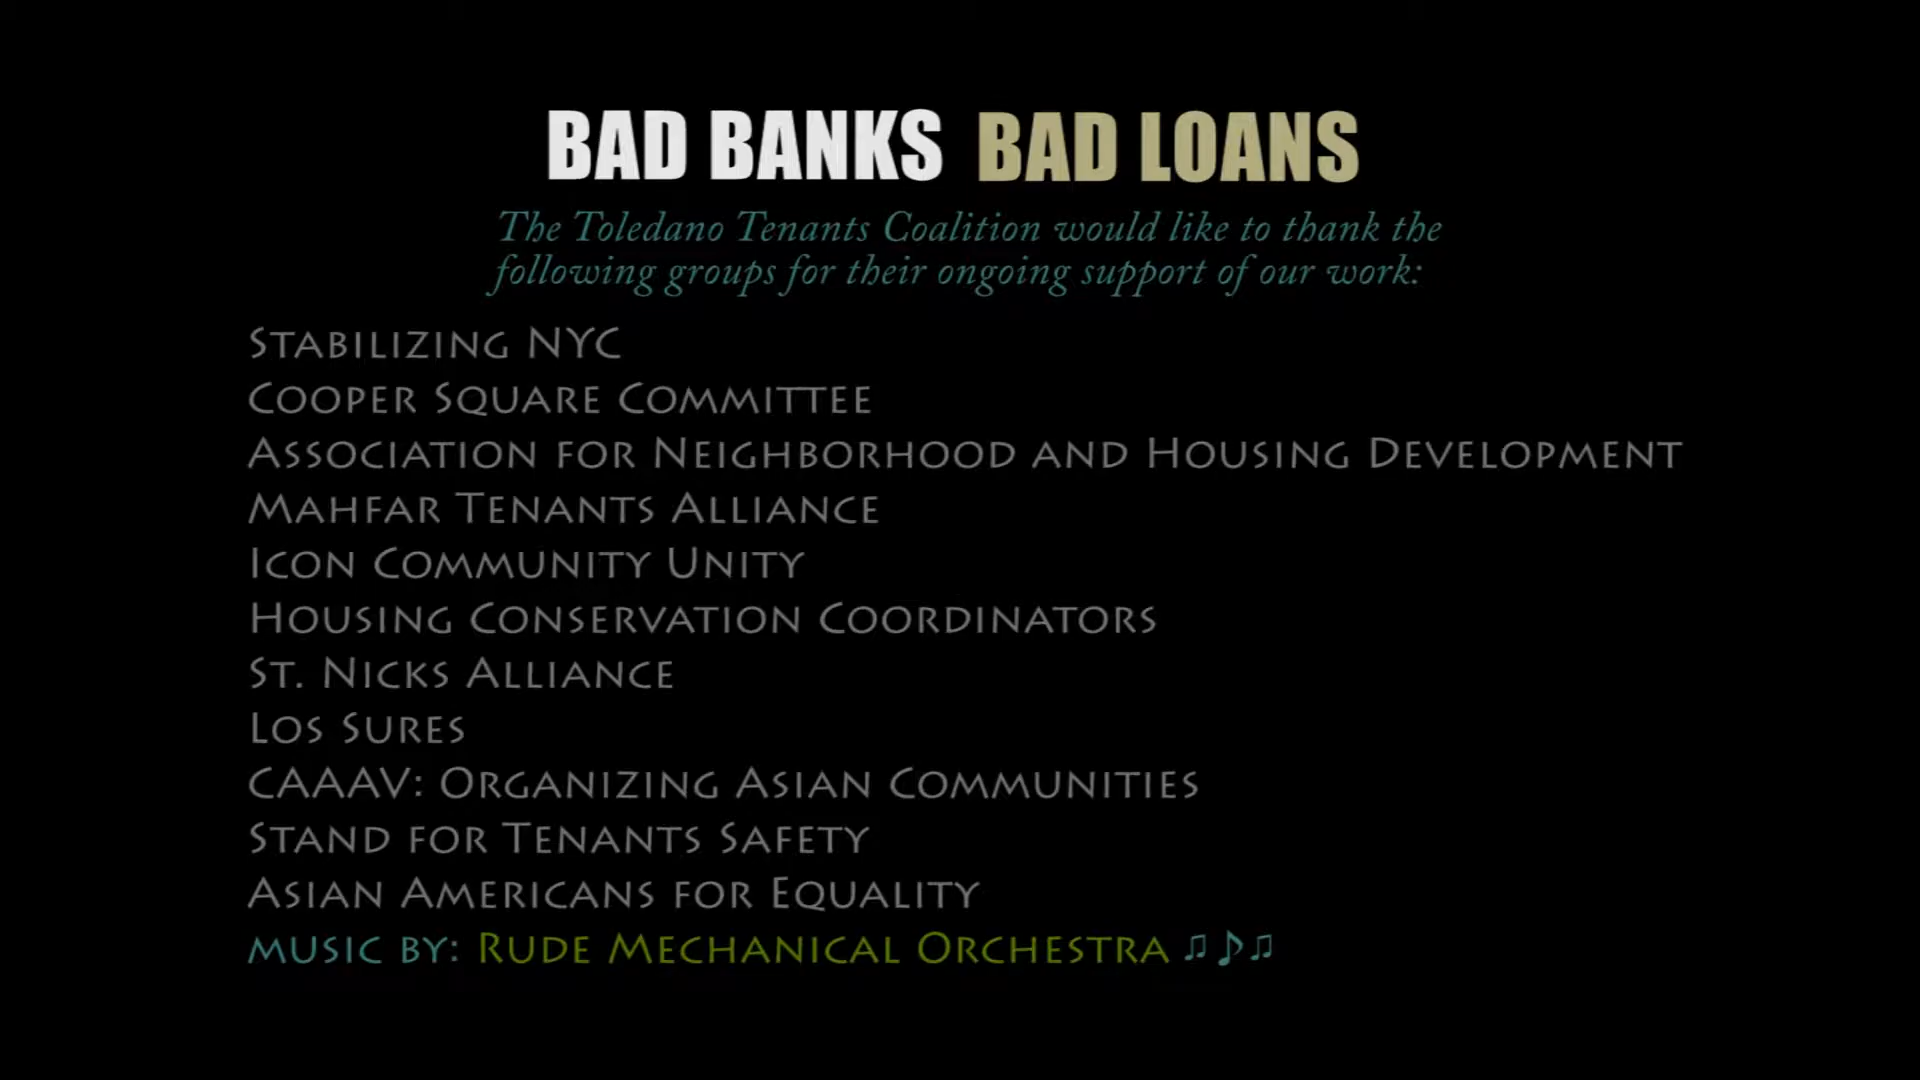 BAD BANKS BAD LOANS
The Toledano Tenants Coalition would like to thank the
following groups for their ongoing support of our work:
Stabilizing NYC
Cooper Square Committee
Association for Neighborhood and Housing Development
Mahfar Tenants Alliance
Icon Community Unity
Housing Conservation Coordinators
St. Nicks Alliance
Los Sures
CAAAV: Organizing Asian Communities
Stand for Tenants Safety
Asian Americans for Equality
music by: Rude Mechanical Orchestra ♫♪♫